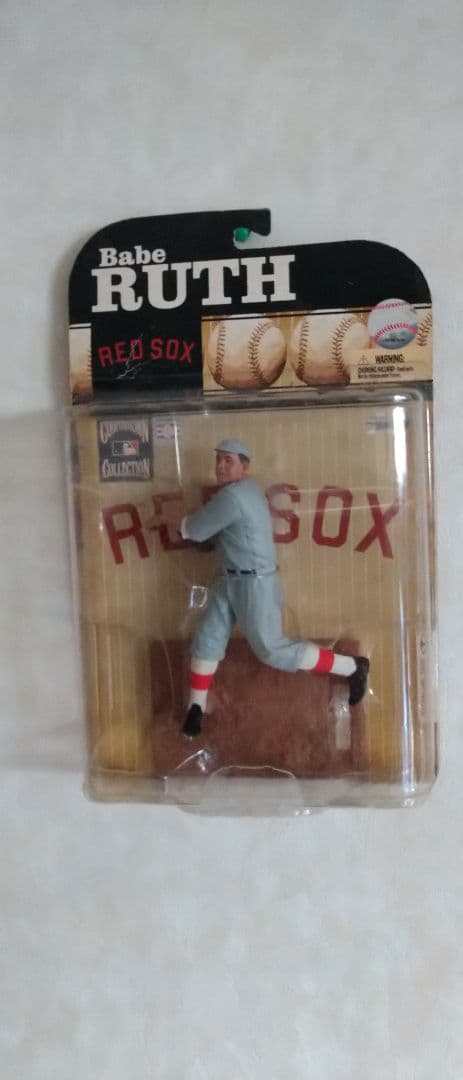 Babe
RUTH
RED SOX
WARNING:
CHOKING HAZARD
COOPERSTOWN
COLLECTION
RED SOX